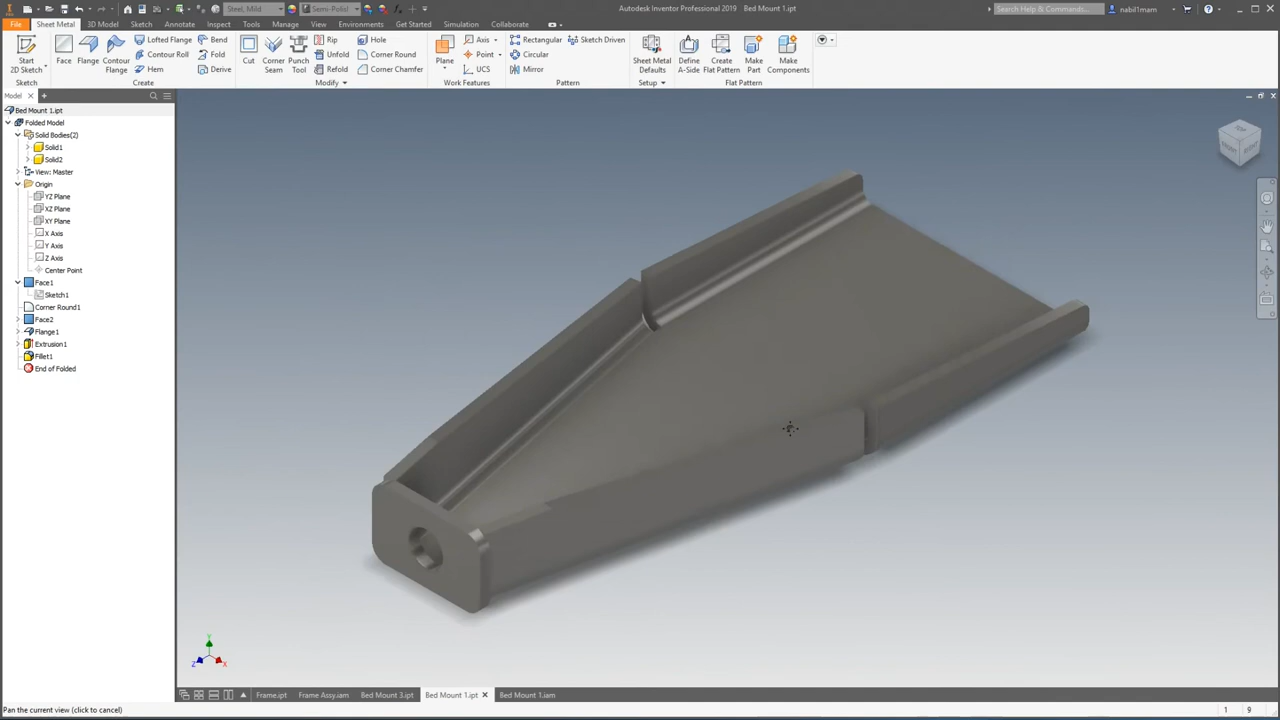 Autodesk Inventor Professional 2019 Bed Mount 1.ipt
Steel, Mild
Semi-Polish
Search Help & Commands...
nabil1mam
File Sheet Metal 3D Model Sketch Annotate Inspect Tools Manage View Environments Get Started Simulation Collaborate
Start
2D Sketch
Face
Flange
Contour
Flange
Lofted Flange
Contour Roll
Hem
Bend
Fold
Derive
Cut
Corner
Seam
Punch
Tool
Rip
Unfold
Refold
Hole
Corner Round
Corner Chamfer
Plane
Axis
Point
UCS
Rectangular
Circular
Mirror
Sketch Driven
Sheet Metal
Defaults
Define
A-Side
Create
Flat Pattern
Make
Part
Make
Components
Sketch Create Modify Work Features Pattern Setup Flat Pattern
Model
Bed Mount 1.ipt
Folded Model
Solid Bodies(2)
Solid1
Solid2
View: Master
Origin
YZ Plane
XZ Plane
XY Plane
X Axis
Y Axis
Z Axis
Center Point
Face1
Sketch1
Corner Round1
Face2
Flange1
Extrusion1
Fillet1
End of Folded
Y
Z
X
Frame.ipt Frame Assy.iam Bed Mount 3.ipt Bed Mount 1.ipt Bed Mount 1.iam
Pan the current view (click to cancel)
1 9